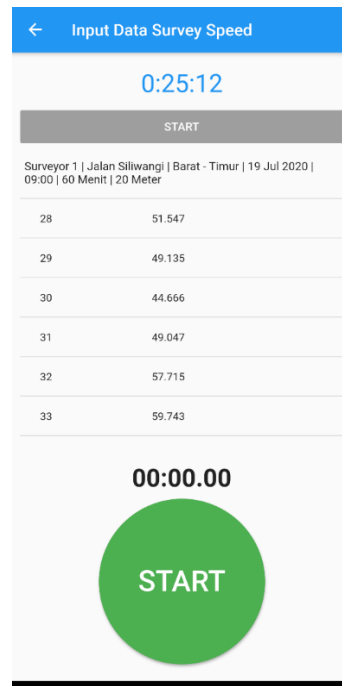 Input Data Survey Speed
0:25:12
START
Surveyor 1 | Jalan Siliwangi | Barat - Timur | 19 Jul 2020 |
09:00 | 60 Menit | 20 Meter
28 51.547
29 49.135
30 44.666
31 49.047
32 57.715
33 59.743
00:00.00
START